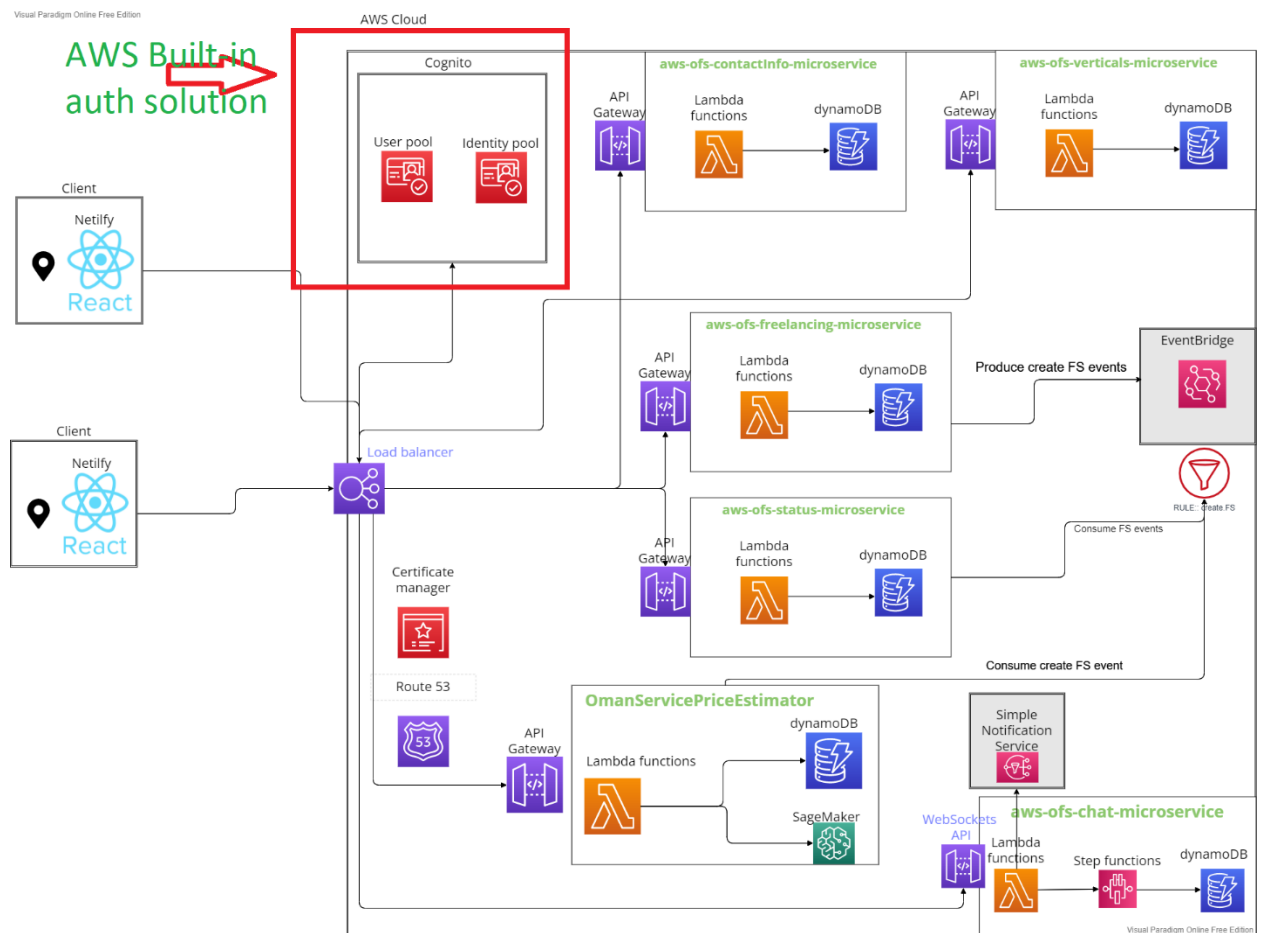 Visual Paradigm Online Free Edition
AWS Cloud
AWS Built-in
auth solution
Cognito
User pool
Identity pool
API
Gateway
aws-ofs-contactInfo-microservice
Lambda
functions
dynamoDB
API
Gateway
aws-ofs-verticals-microservice
Lambda
functions
dynamoDB
Client
Netilfy
React
Client
Netilfy
React
Load balancer
API
Gateway
aws-ofs-freelancing-microservice
Lambda
functions
dynamoDB
Produce create FS events
EventBridge
RULE:: create FS
API
Gateway
aws-ofs-status-microservice
Lambda
functions
dynamoDB
Consume FS events
Certificate
manager
Route 53
53
API
Gateway
OmanServicePriceEstimator
Lambda functions
dynamoDB
SageMaker
Consume create FS event
Simple
Notification
Service
WebSockets
API
aws-ofs-chat-microservice
Lambda
functions
Step functions
dynamoDB
Visual Paradigm Online Free Edition